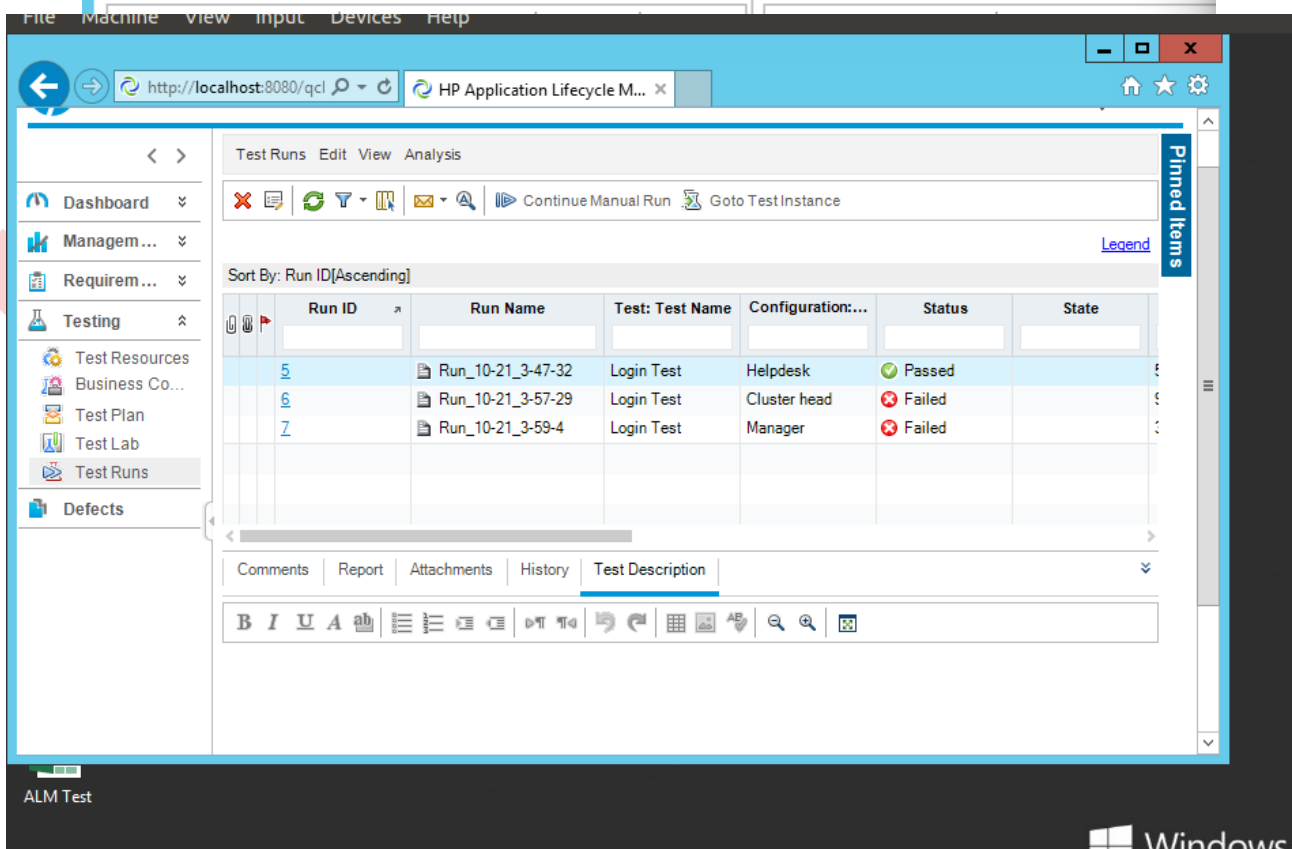 File Machine View Input Devices Help
http://localhost:8080/qcl
HP Application Lifecycle M...
Test Runs Edit View Analysis
Pinned Items
Dashboard
Managem...
Requirem...
Testing
Test Resources
Business Co...
Test Plan
Test Lab
Test Runs
Defects
Continue Manual Run Goto Test Instance
Legend
Sort By: Run ID[Ascending]
Run ID Run Name Test: Test Name Configuration:... Status State
5 Run_10-21_3-47-32 Login Test Helpdesk Passed
6 Run_10-21_3-57-29 Login Test Cluster head Failed
7 Run_10-21_3-59-4 Login Test Manager Failed
Comments Report Attachments History Test Description
B I U A ab
ALM Test
Windows